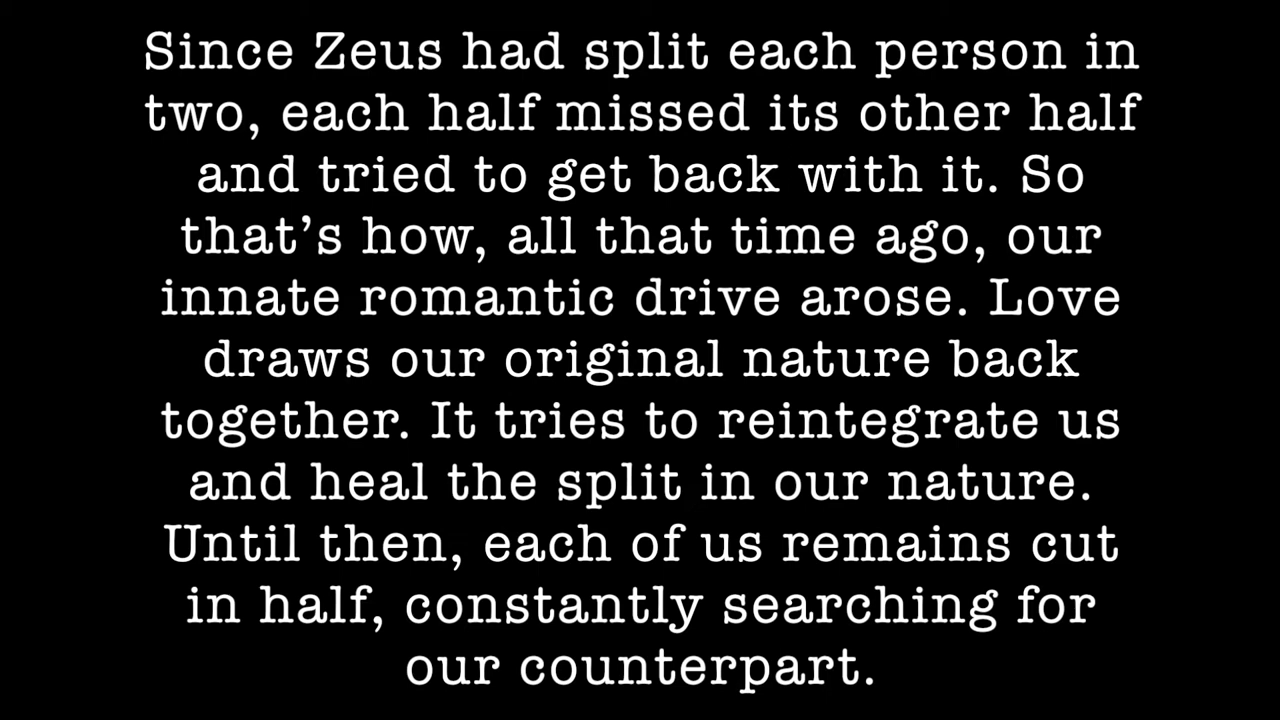 Since Zeus had split each person in
two, each half missed its other half
and tried to get back with it. So
that’s how, all that time ago, our
innate romantic drive arose. Love
draws our original nature back
together. It tries to reintegrate us
and heal the split in our nature.
Until then, each of us remains cut
in half, constantly searching for
our counterpart.